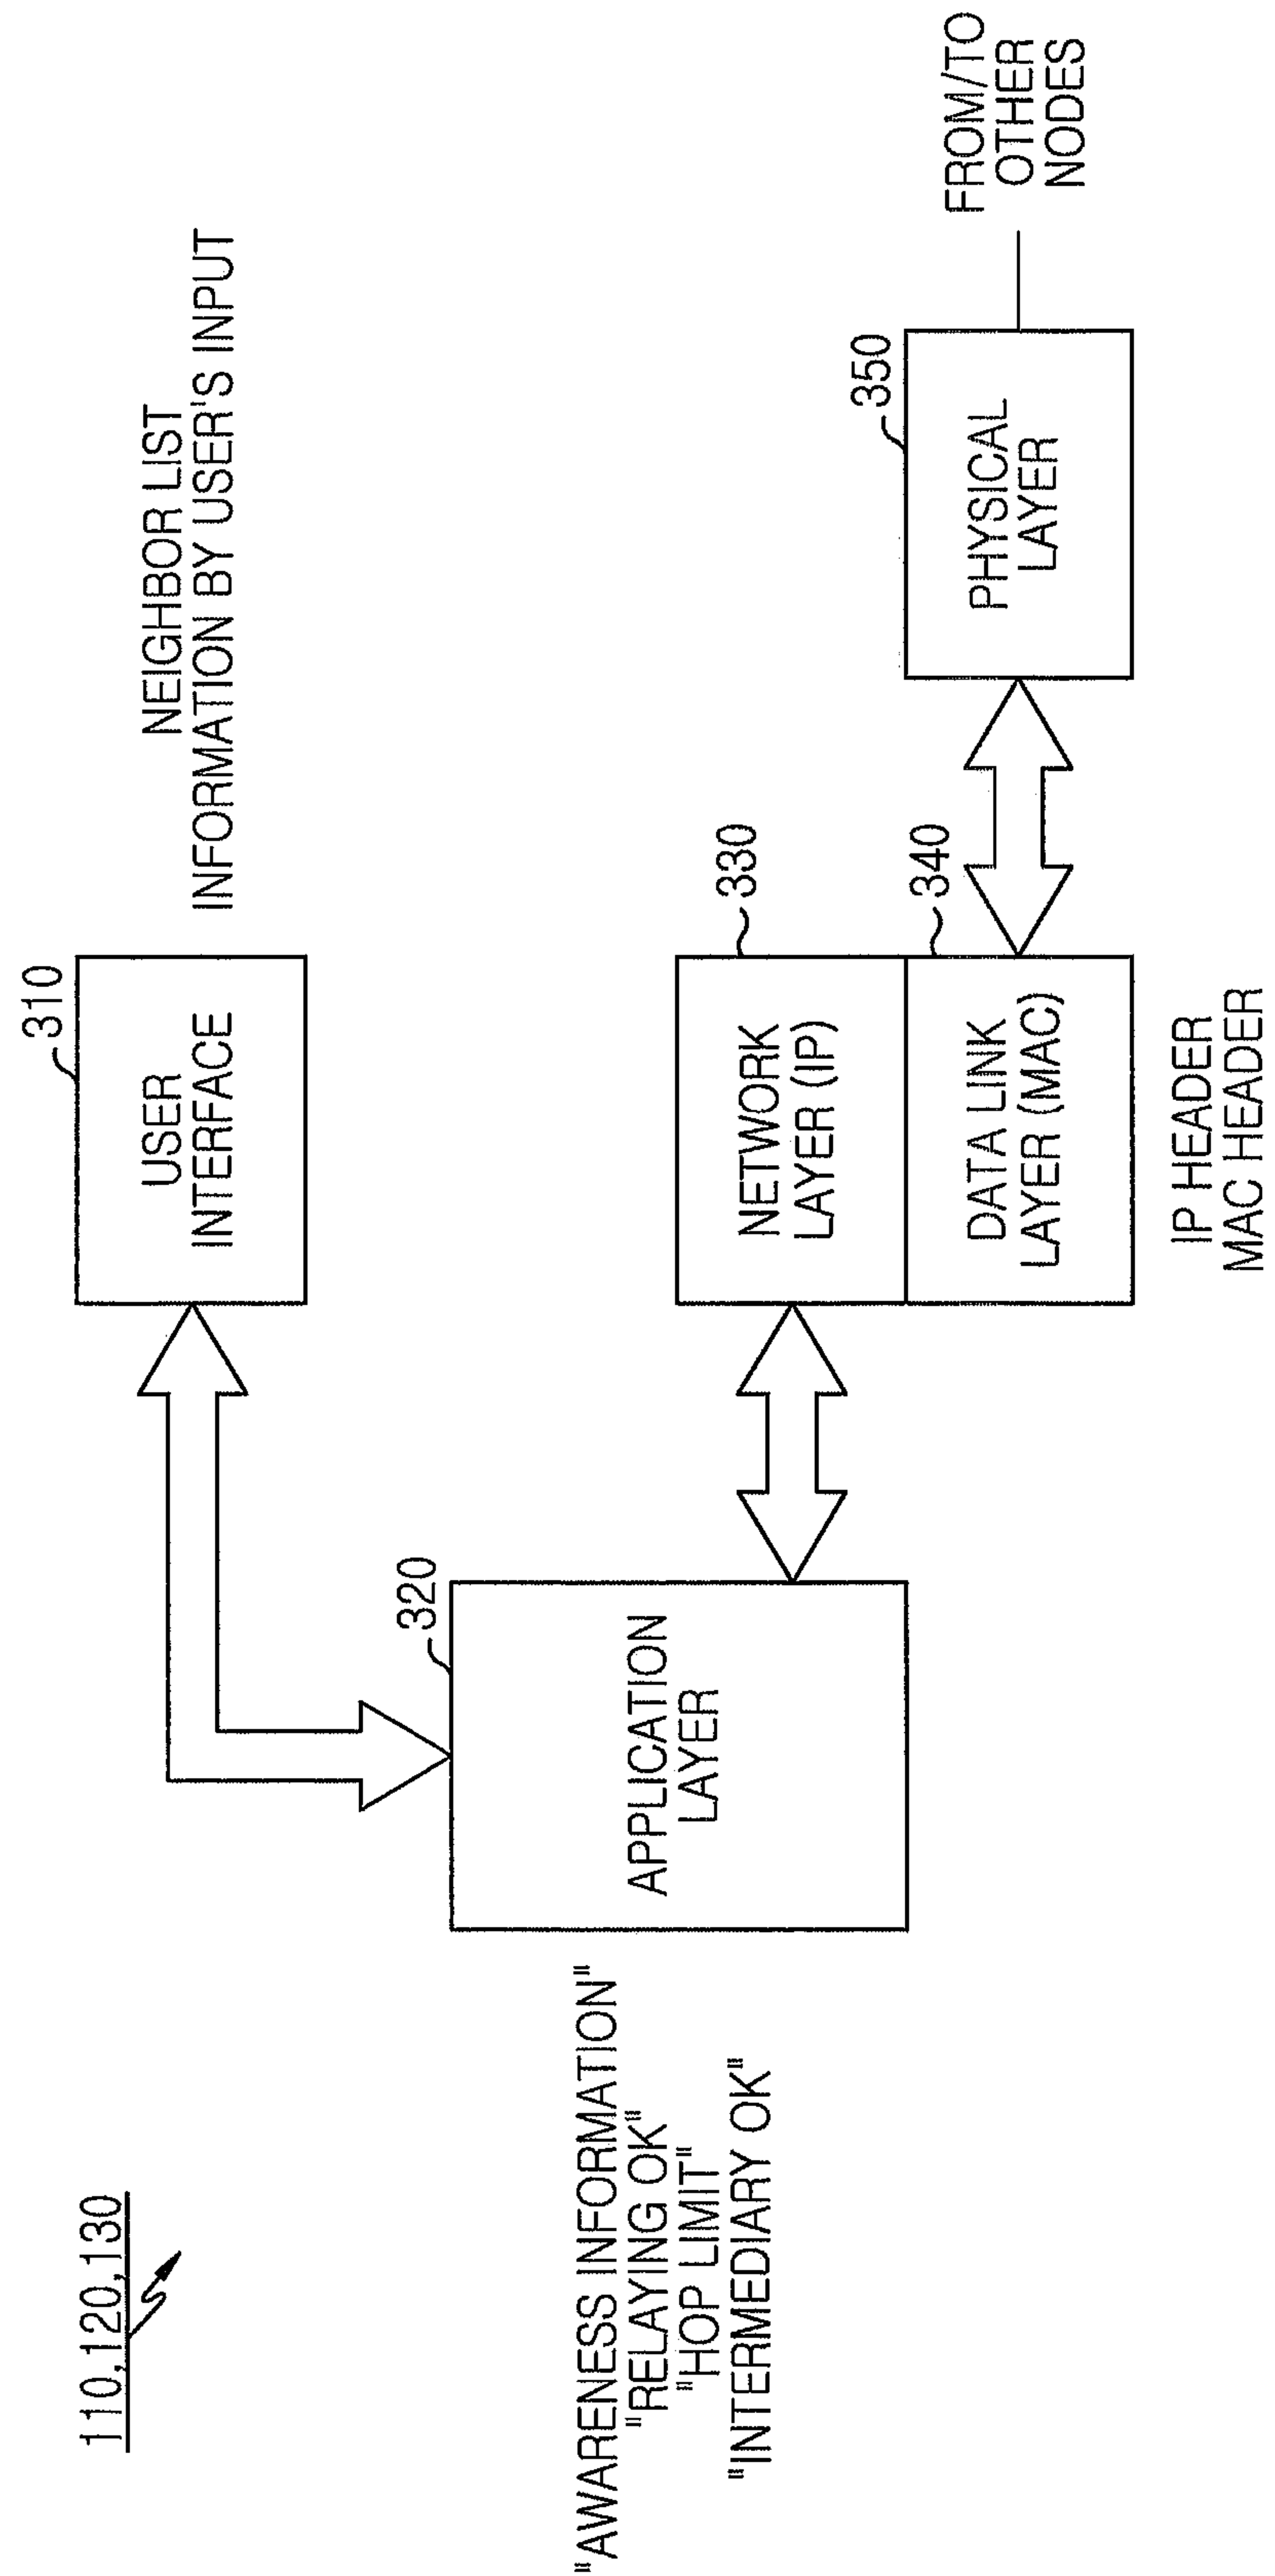 110,120,130
310
USER
INTERFACE
NEIGHBOR LIST
INFORMATION BY USER'S INPUT
"AWARENESS INFORMATION"
"RELAYING OK"
"HOP LIMIT"
"INTERMEDIARY OK"
320
APPLICATION
LAYER
330
NETWORK
LAYER (IP)
340
DATA LINK
LAYER (MAC)
IP HEADER
MAC HEADER
350
PHYSICAL
LAYER
FROM/TO
OTHER
NODES